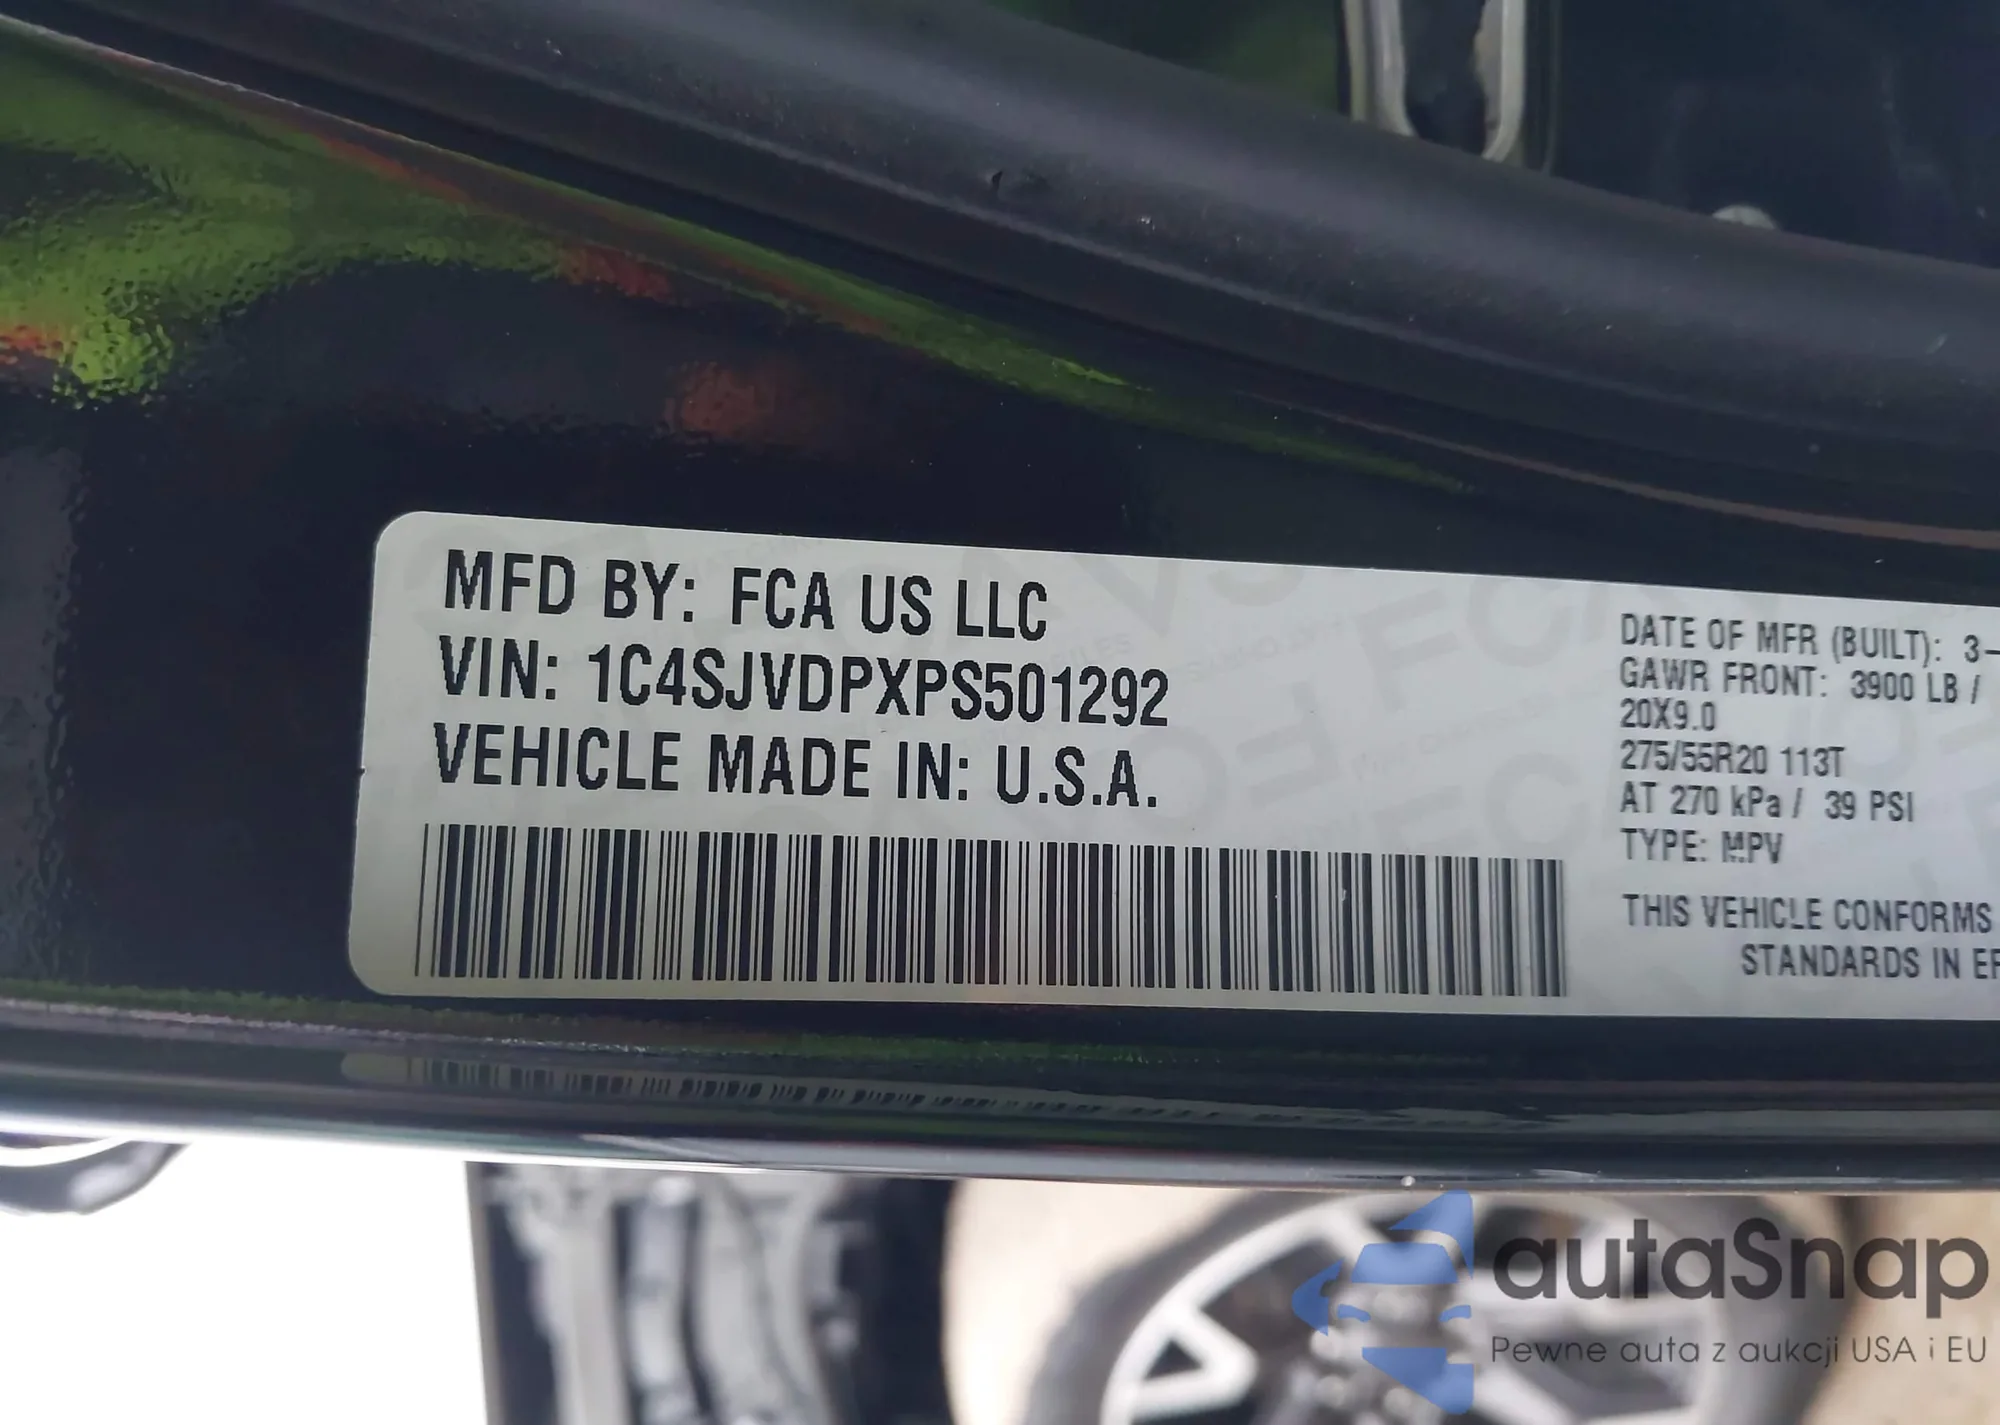 MFD BY: FCA US LLC
VIN: 1C4SJVDPXPS501292
VEHICLE MADE IN: U.S.A.
DATE OF MFR (BUILT): 3-
GAWR FRONT: 3900 LB /
20X9.0
275/55R20 113T
AT 270 kPa / 39 PSI
TYPE: MPV
THIS VEHICLE CONFORMS
STANDARDS IN
autaSnap
Pewne auta z aukcji USA i EU